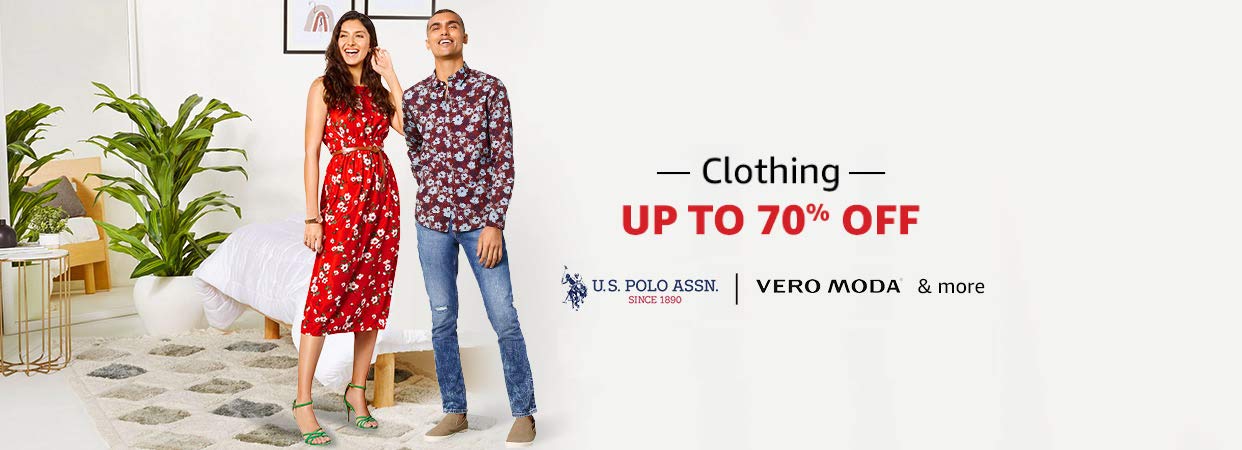 — Clothing —
UP TO 70% OFF
U.S. POLO ASSN.
SINCE 1890
| VERO MODA® & more